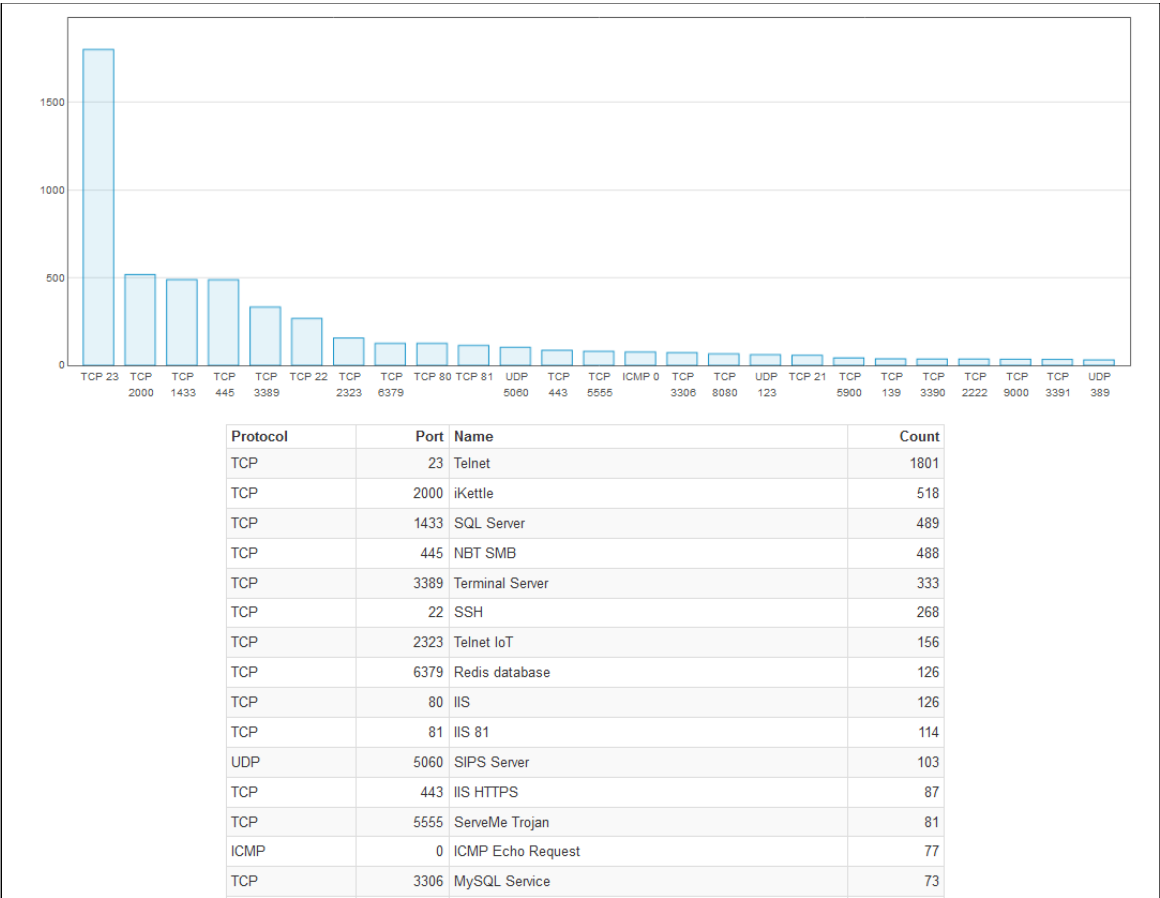 1500
1000
500
0
TCP 23 TCP TCP TCP TCP TCP 22 TCP TCP TCP 80 TCP 81 UDP TCP TCP ICMP 0 TCP TCP UDP TCP 21 TCP TCP TCP TCP TCP TCP UDP
2000 1433 445 3389 2323 6379 5060 443 5555 3306 8080 123 5900 139 3390 2222 9000 3391 389
Protocol Port Name Count
TCP 23 Telnet 1801
TCP 2000 iKettle 518
TCP 1433 SQL Server 489
TCP 445 NBT SMB 488
TCP 3389 Terminal Server 333
TCP 22 SSH 268
TCP 2323 Telnet IoT 156
TCP 6379 Redis database 126
TCP 80 IIS 126
TCP 81 IIS 81 114
UDP 5060 SIPS Server 103
TCP 443 IIS HTTPS 87
TCP 5555 ServeMe Trojan 81
ICMP 0 ICMP Echo Request 77
TCP 3306 MySQL Service 73